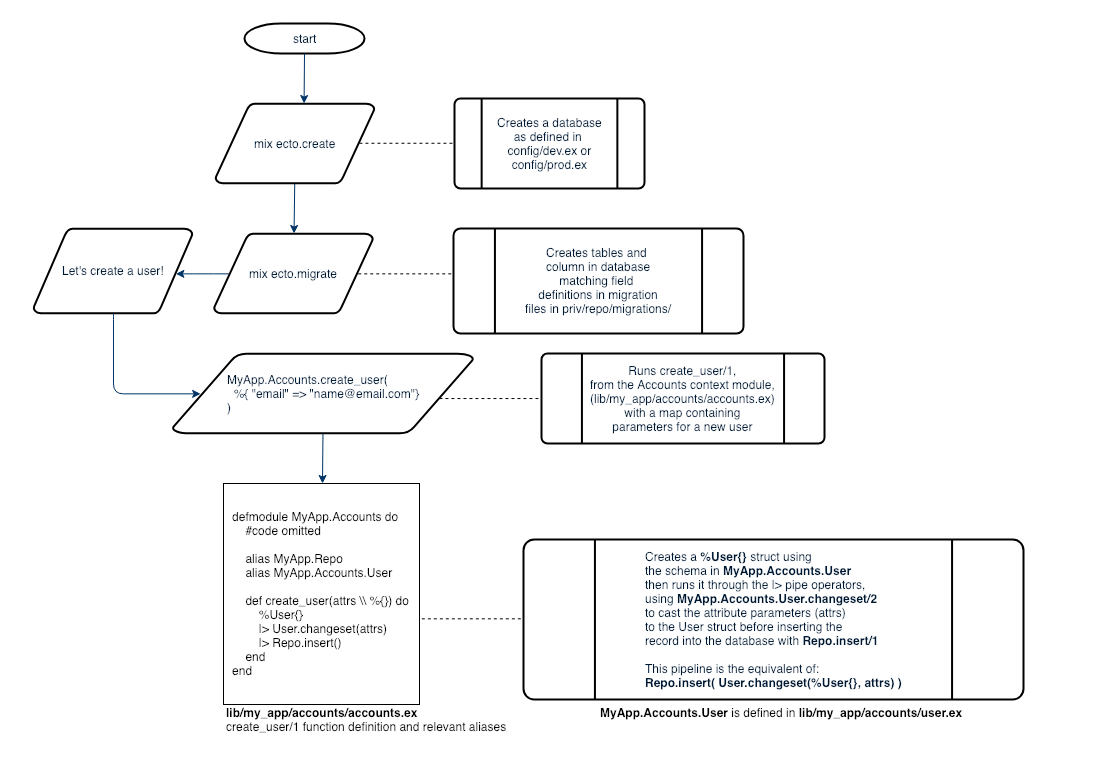 start
mix ecto.create
Creates a database
as defined in
config/dev.ex or
config/prod.ex
Let's create a user!
mix ecto.migrate
Creates tables and
column in database
matching field
definitions in migration
files in priv/repo/migrations/
MyApp.Accounts.create_user(
%{ "email" => "name@email.com"}
)
Runs create_user/1,
from the Accounts context module,
(lib/my_app/accounts/accounts.ex)
with a map containing
parameters for a new user
defmodule MyApp.Accounts do
#code omitted
alias MyApp.Repo
alias MyApp.Accounts.User
def create_user(attrs \\ %{}) do
%User{}
|> User.changeset(attrs)
|> Repo.insert()
end
end
lib/my_app/accounts/accounts.ex
create_user/1 function definition and relevant aliases
Creates a %User{} struct using
the schema in MyApp.Accounts.User
then runs it through the |> pipe operators,
using MyApp.Accounts.User.changeset/2
to cast the attribute parameters (attrs)
to the User struct before inserting the
record into the database with Repo.insert/1
This pipeline is the equivalent of:
Repo.insert( User.changeset(%User{}, attrs) )
MyApp.Accounts.User is defined in lib/my_app/accounts/user.ex